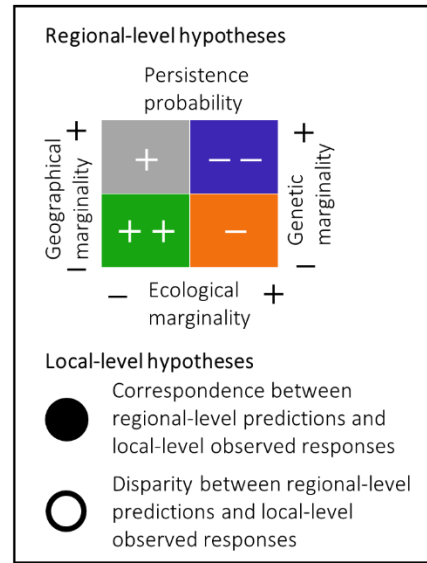 Regional-level hypotheses
Persistence
probability
Geographical
marginality
+
−
+
− −
+ +
−
Genetic
marginality
+
−
− Ecological +
marginality
Local-level hypotheses
Correspondence between
regional-level predictions and
local-level observed responses
Disparity between regional-level
predictions and local-level
observed responses